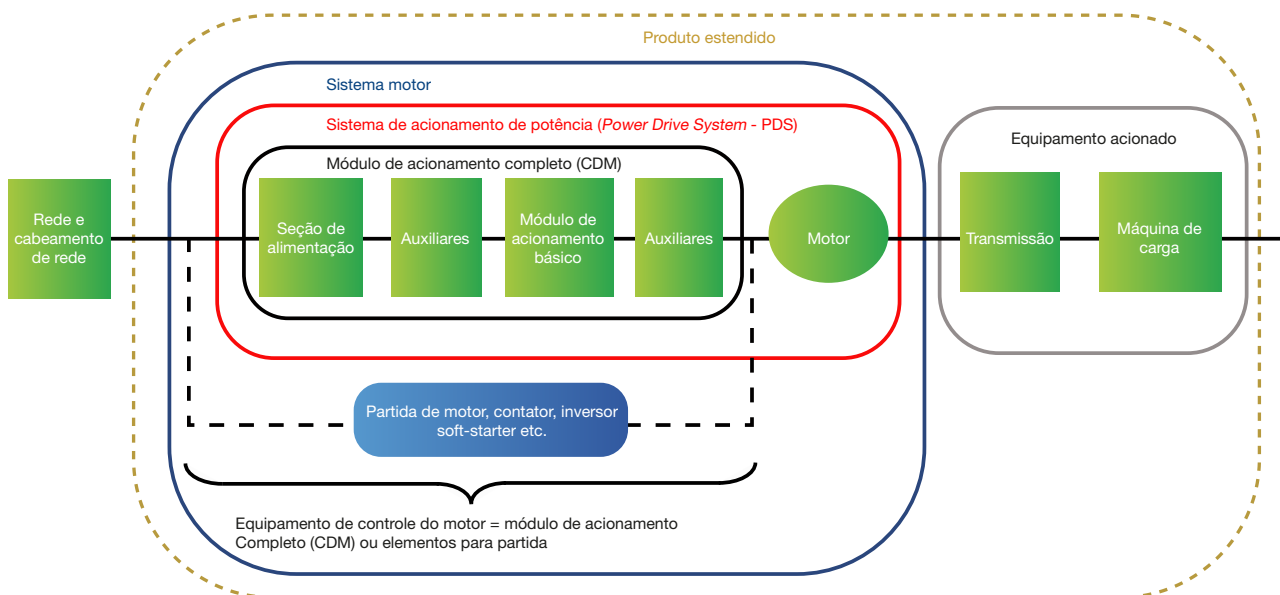 Produto estendido
Sistema motor
Sistema de acionamento de potência (Power Drive System - PDS)
Módulo de acionamento completo (CDM)
Equipamento acionado
Rede e
cabeamento
de rede
Seção de
alimentação
Auxiliares
Módulo de
acionamento
básico
Auxiliares
Motor
Transmissão
Máquina de
carga
Partida de motor, contator, inversor
soft-starter etc.
Equipamento de controle do motor = módulo de acionamento
Completo (CDM) ou elementos para partida